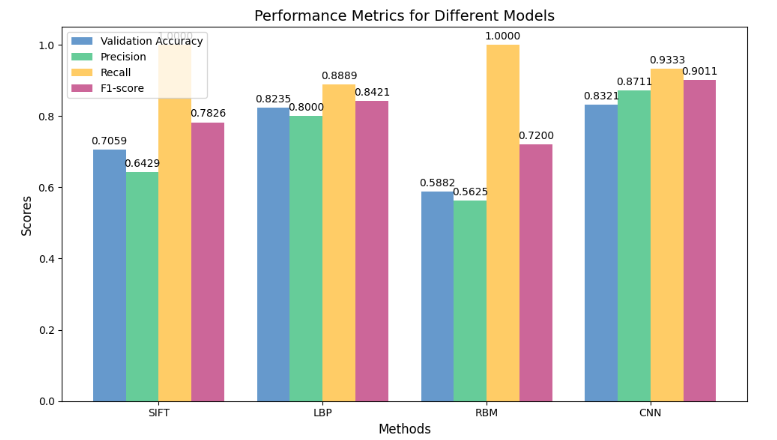 Performance Metrics for Different Models
Validation Accuracy
Precision
Recall
F1-score
Scores
1.0
0.8
0.6
0.4
0.2
0.0
0.7059
0.6429
1.0000
0.7826
0.8235
0.8000
0.8889
0.8421
0.5882
0.5625
1.0000
0.7200
0.8321
0.8711
0.9333
0.9011
SIFT
LBP
RBM
CNN
Methods